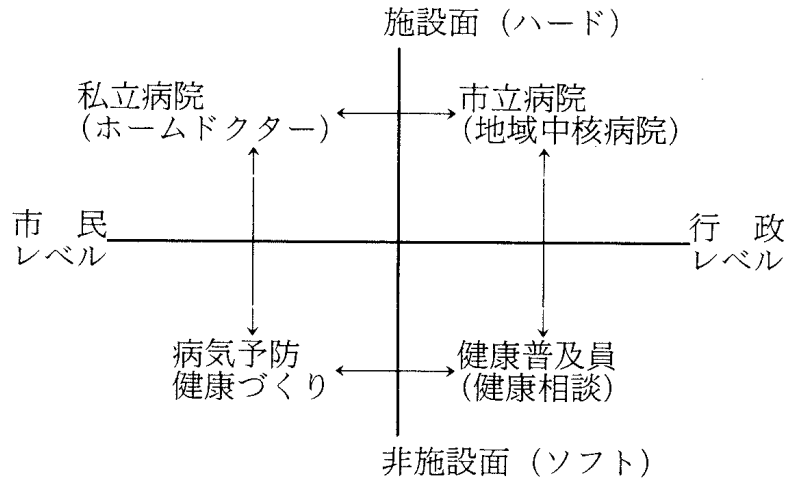 施設面（ハード）
私立病院
（ホームドクター）
市立病院
（地域中核病院）
市　民
レベル
行　政
レベル
病気予防
健康づくり
健康普及員
（健康相談）
非施設面（ソフト）